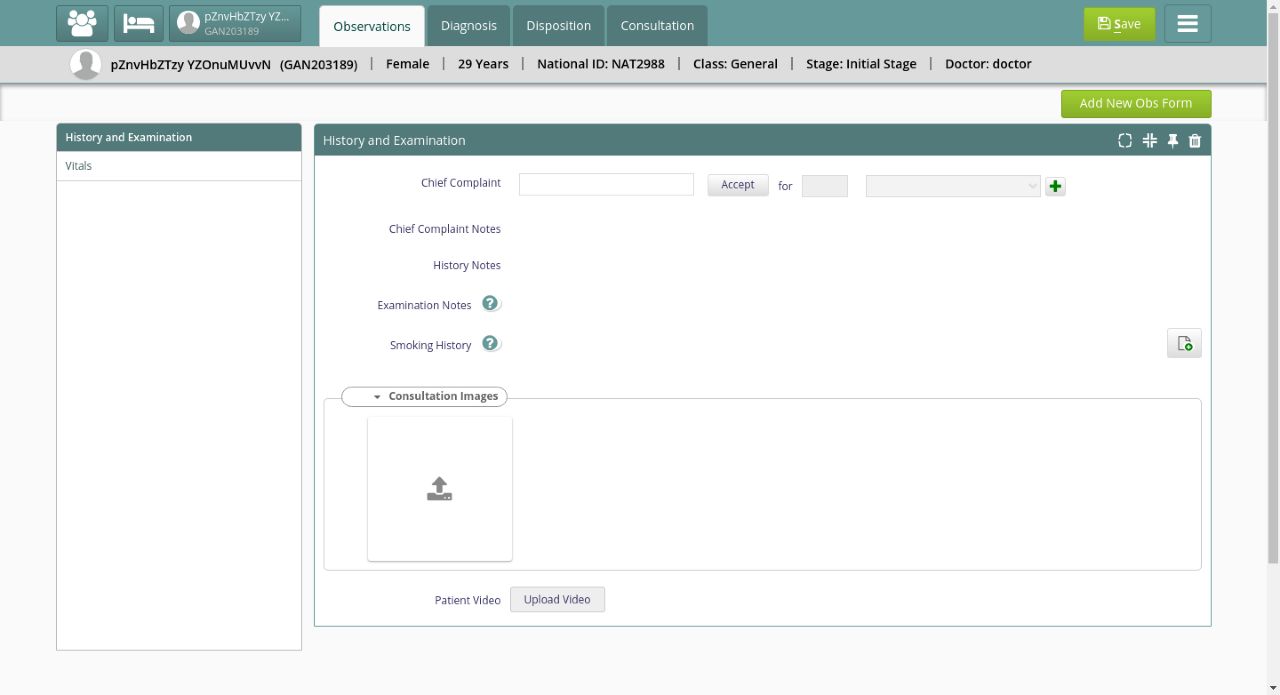 pZnvHbZTzy YZ...
GAN203189
Observations
Diagnosis
Disposition
Consultation
Save
pZnvHbZTzy YZOnuMUvvN (GAN203189) | Female | 29 Years | National ID: NAT2988 | Class: General | Stage: Initial Stage | Doctor: doctor
Add New Obs Form
History and Examination
Vitals
History and Examination
Chief Complaint
Accept
for
Chief Complaint Notes
History Notes
Examination Notes ?
Smoking History ?
Consultation Images
Patient Video
Upload Video